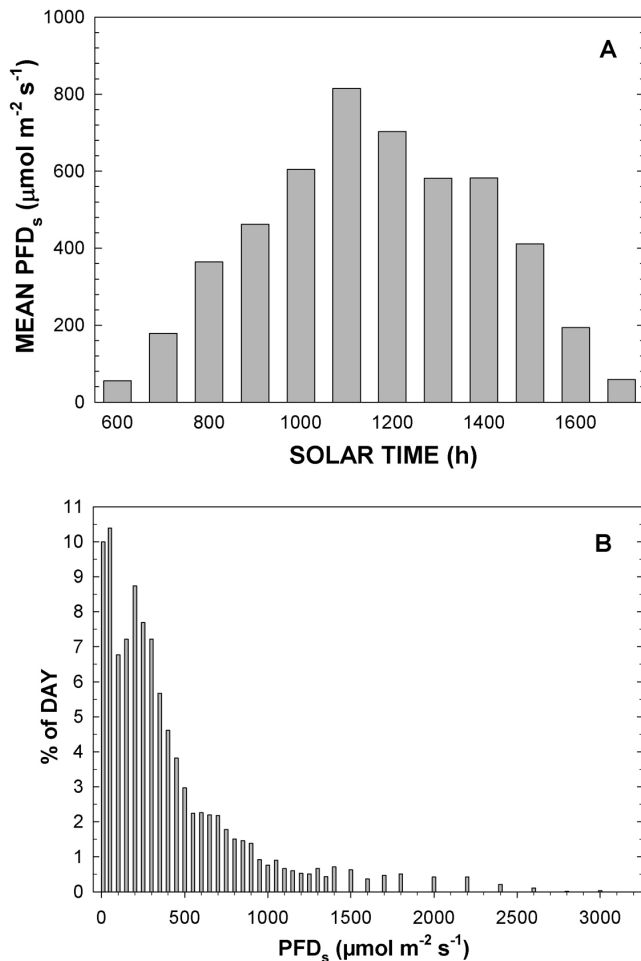 1000
A
800
600
400
200
0
MEAN PFDₛ (µmol m⁻² s⁻¹)
600 800 1000 1200 1400 1600
SOLAR TIME (h)
11
B
10
9
8
7
6
5
4
3
2
1
0
% of DAY
0 500 1000 1500 2000 2500 3000
PFDₛ (µmol m⁻² s⁻¹)